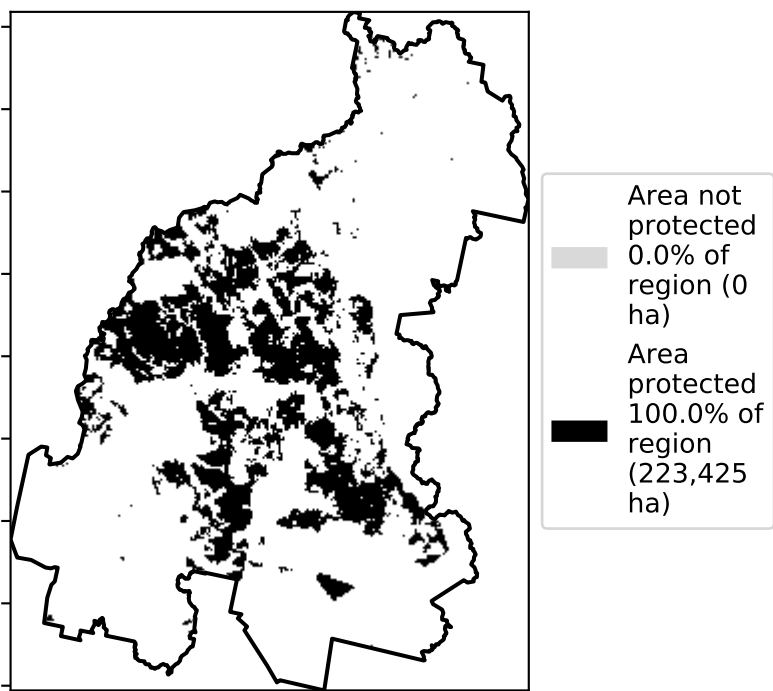 Area not
protected
0.0% of
region (0
ha)
Area
protected
100.0% of
region
(223,425
ha)